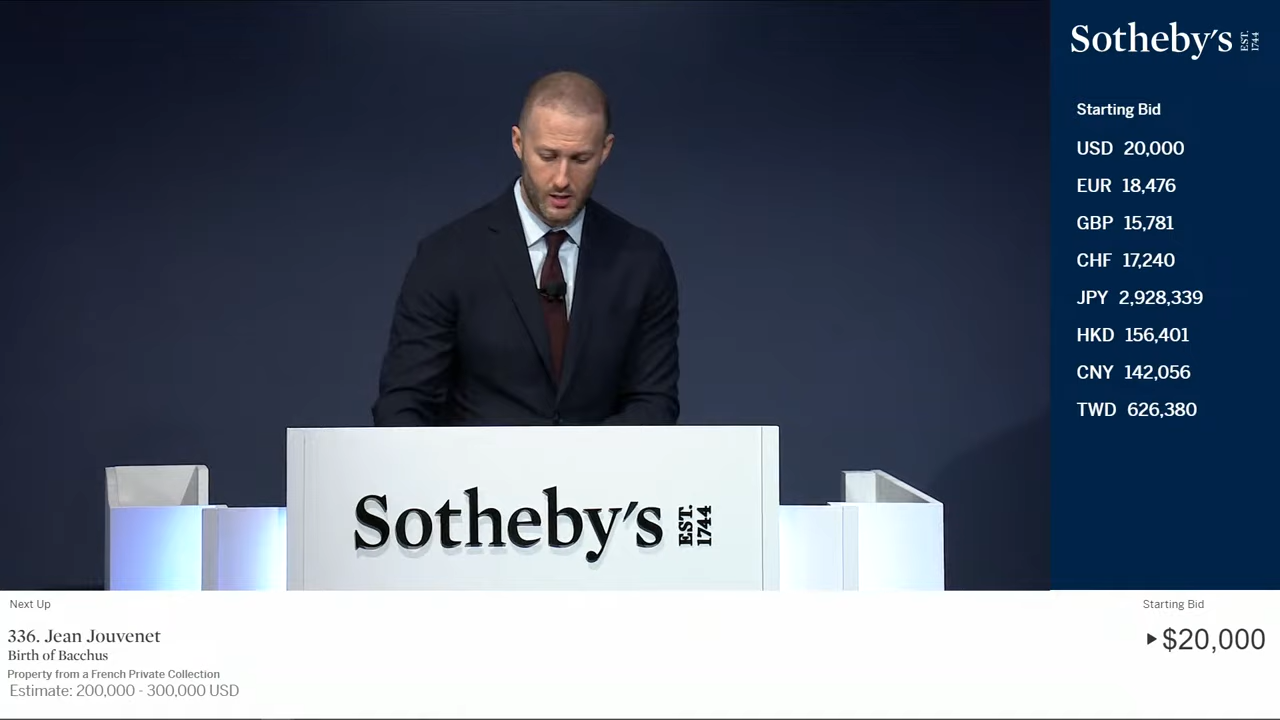 Sotheby's EST. 1744
Starting Bid
USD 20,000
EUR 18,476
GBP 15,781
CHF 17,240
JPY 2,928,339
HKD 156,401
CNY 142,056
TWD 626,380
Sotheby's EST. 1744
Next Up
336. Jean Jouvenet
Birth of Bacchus
Property from a French Private Collection
Estimate: 200,000 - 300,000 USD
Starting Bid
$20,000